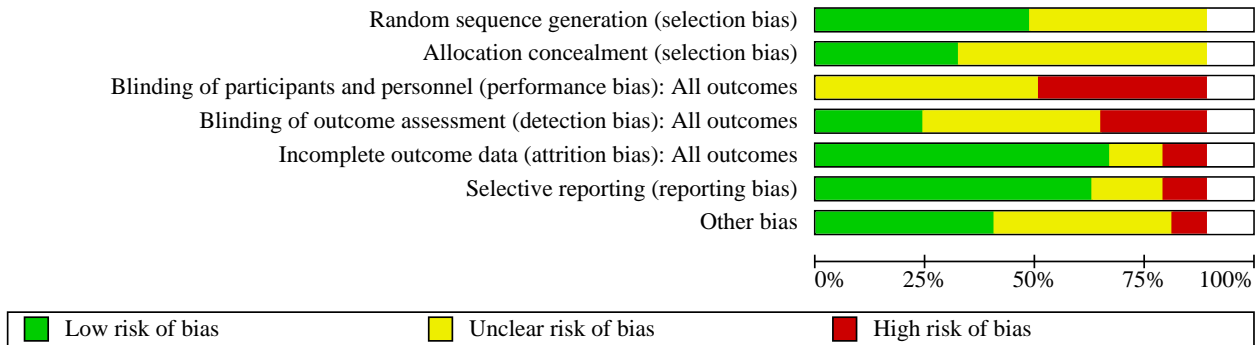 Random sequence generation (selection bias)
Allocation concealment (selection bias)
Blinding of participants and personnel (performance bias): All outcomes
Blinding of outcome assessment (detection bias): All outcomes
Incomplete outcome data (attrition bias): All outcomes
Selective reporting (reporting bias)
Other bias
0% 25% 50% 75% 100%
Low risk of bias Unclear risk of bias High risk of bias